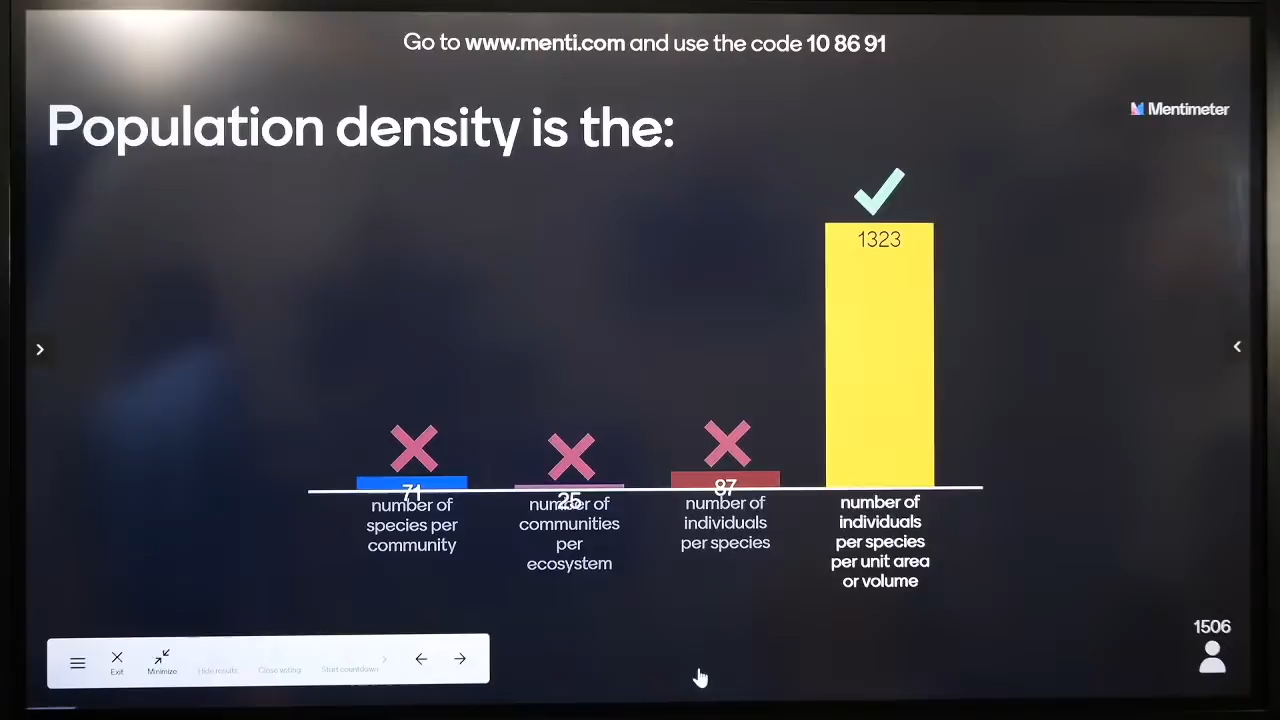 Go to www.menti.com and use the code 10 86 91
Mentimeter
Population density is the:
1323
71
25
87
number of
species per
community
number of
communities
per
ecosystem
number of
individuals
per species
number of
individuals
per species
per unit area
or volume
1506
Exit
Minimize
Hide results
Close voting
Start countdown